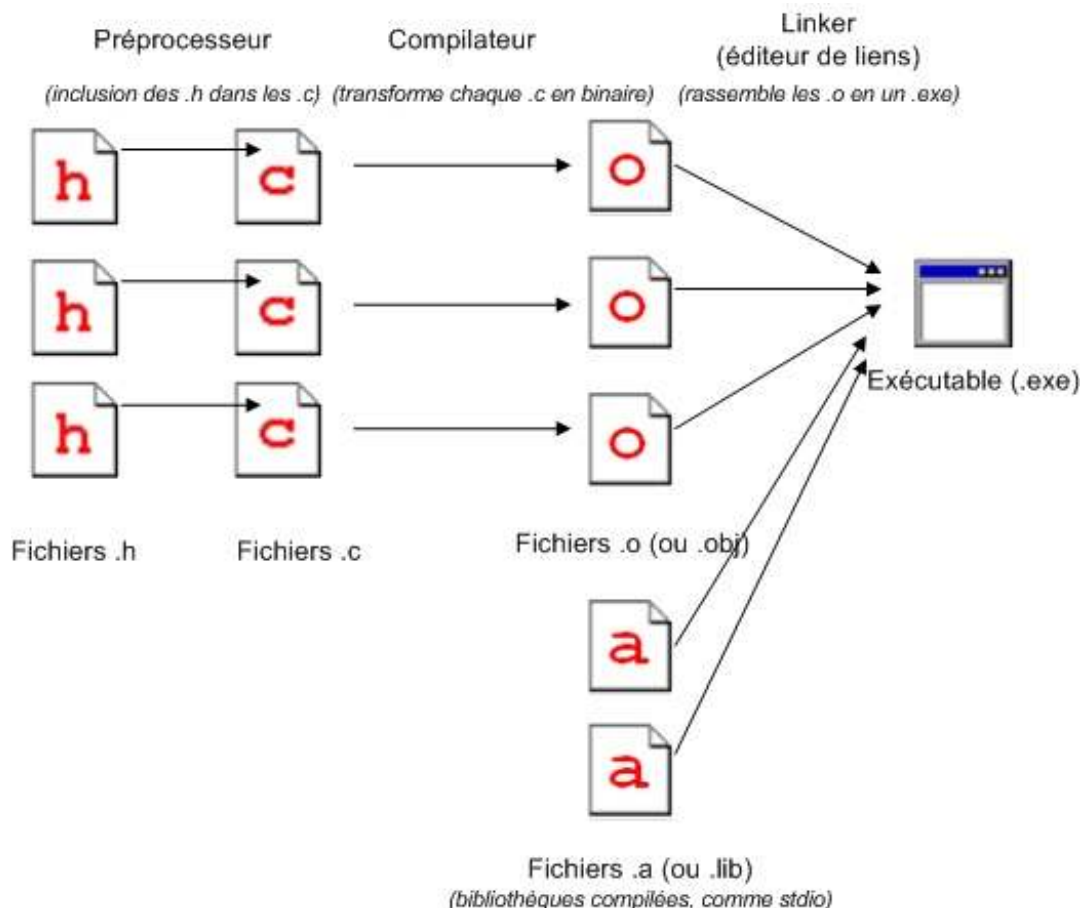 Préprocesseur
Compilateur
Linker
(éditeur de liens)
(inclusion des .h dans les .c)
(transforme chaque .c en binaire)
(rassemble les .o en un .exe)
h
c
o
h
c
o
h
c
o
Exécutable (.exe)
Fichiers .h
Fichiers .c
Fichiers .o (ou .obj)
a
a
Fichiers .a (ou .lib)
(bibliothèques compilées, comme stdio)